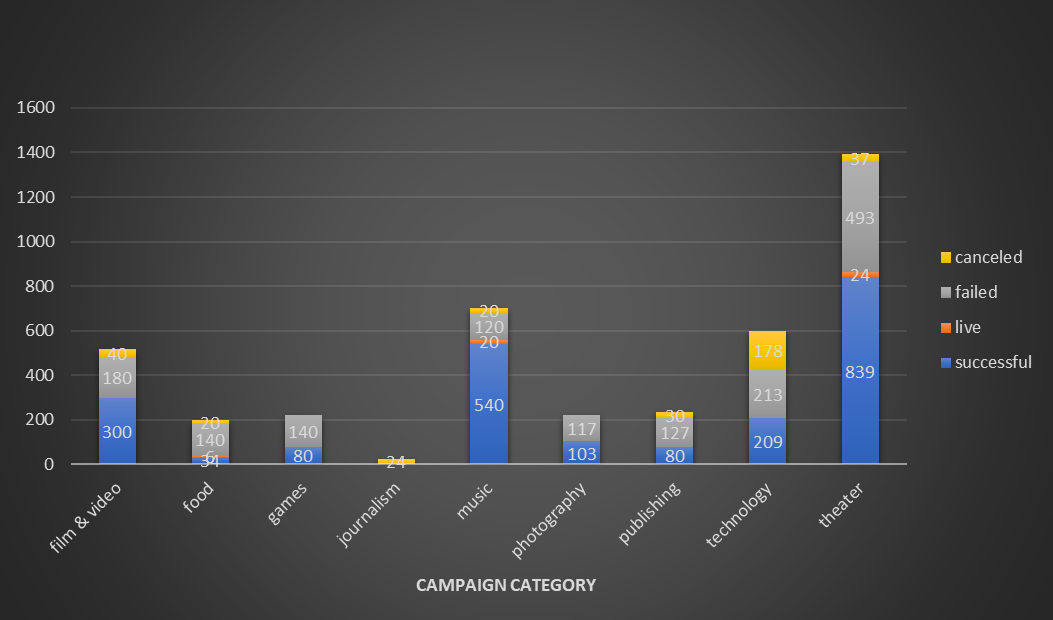 1600
1400
1200
1000
800
600
400
200
0
40
180
300
20
140
6
34
140
80
24
20
120
20
540
117
103
30
127
80
178
213
209
37
493
24
839
film & video
food
games
journalism
music
photography
publishing
technology
theater
CAMPAIGN CATEGORY
canceled
failed
live
successful